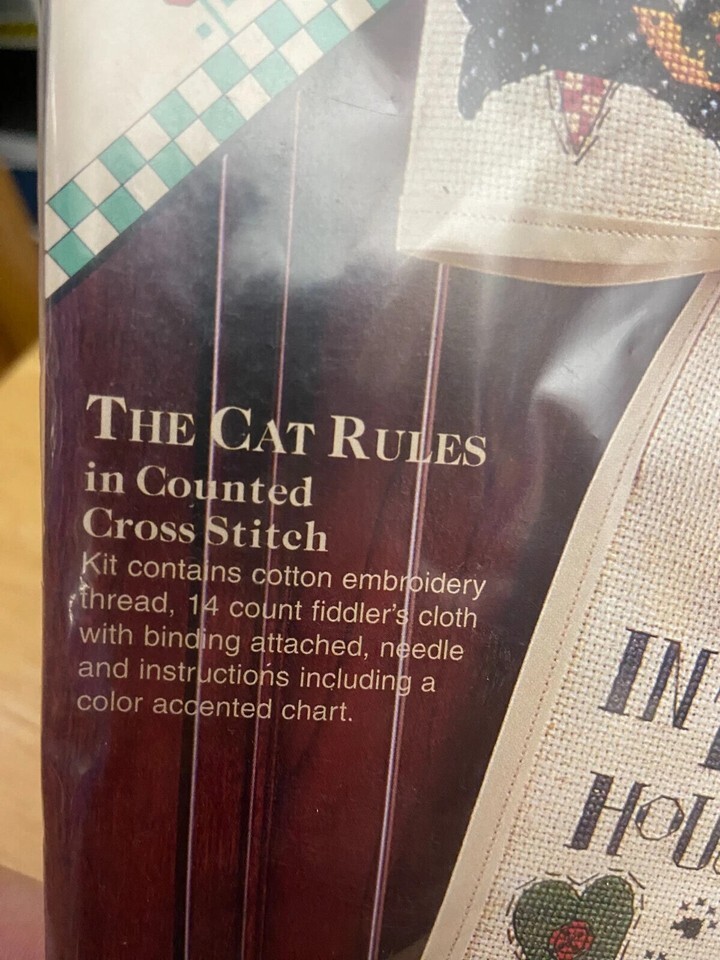 THE CAT RULES
in Counted
Cross Stitch
Kit contains cotton embroidery
thread, 14 count fiddler's cloth
with binding attached, needle
and instructions including a
color accented chart.
IN